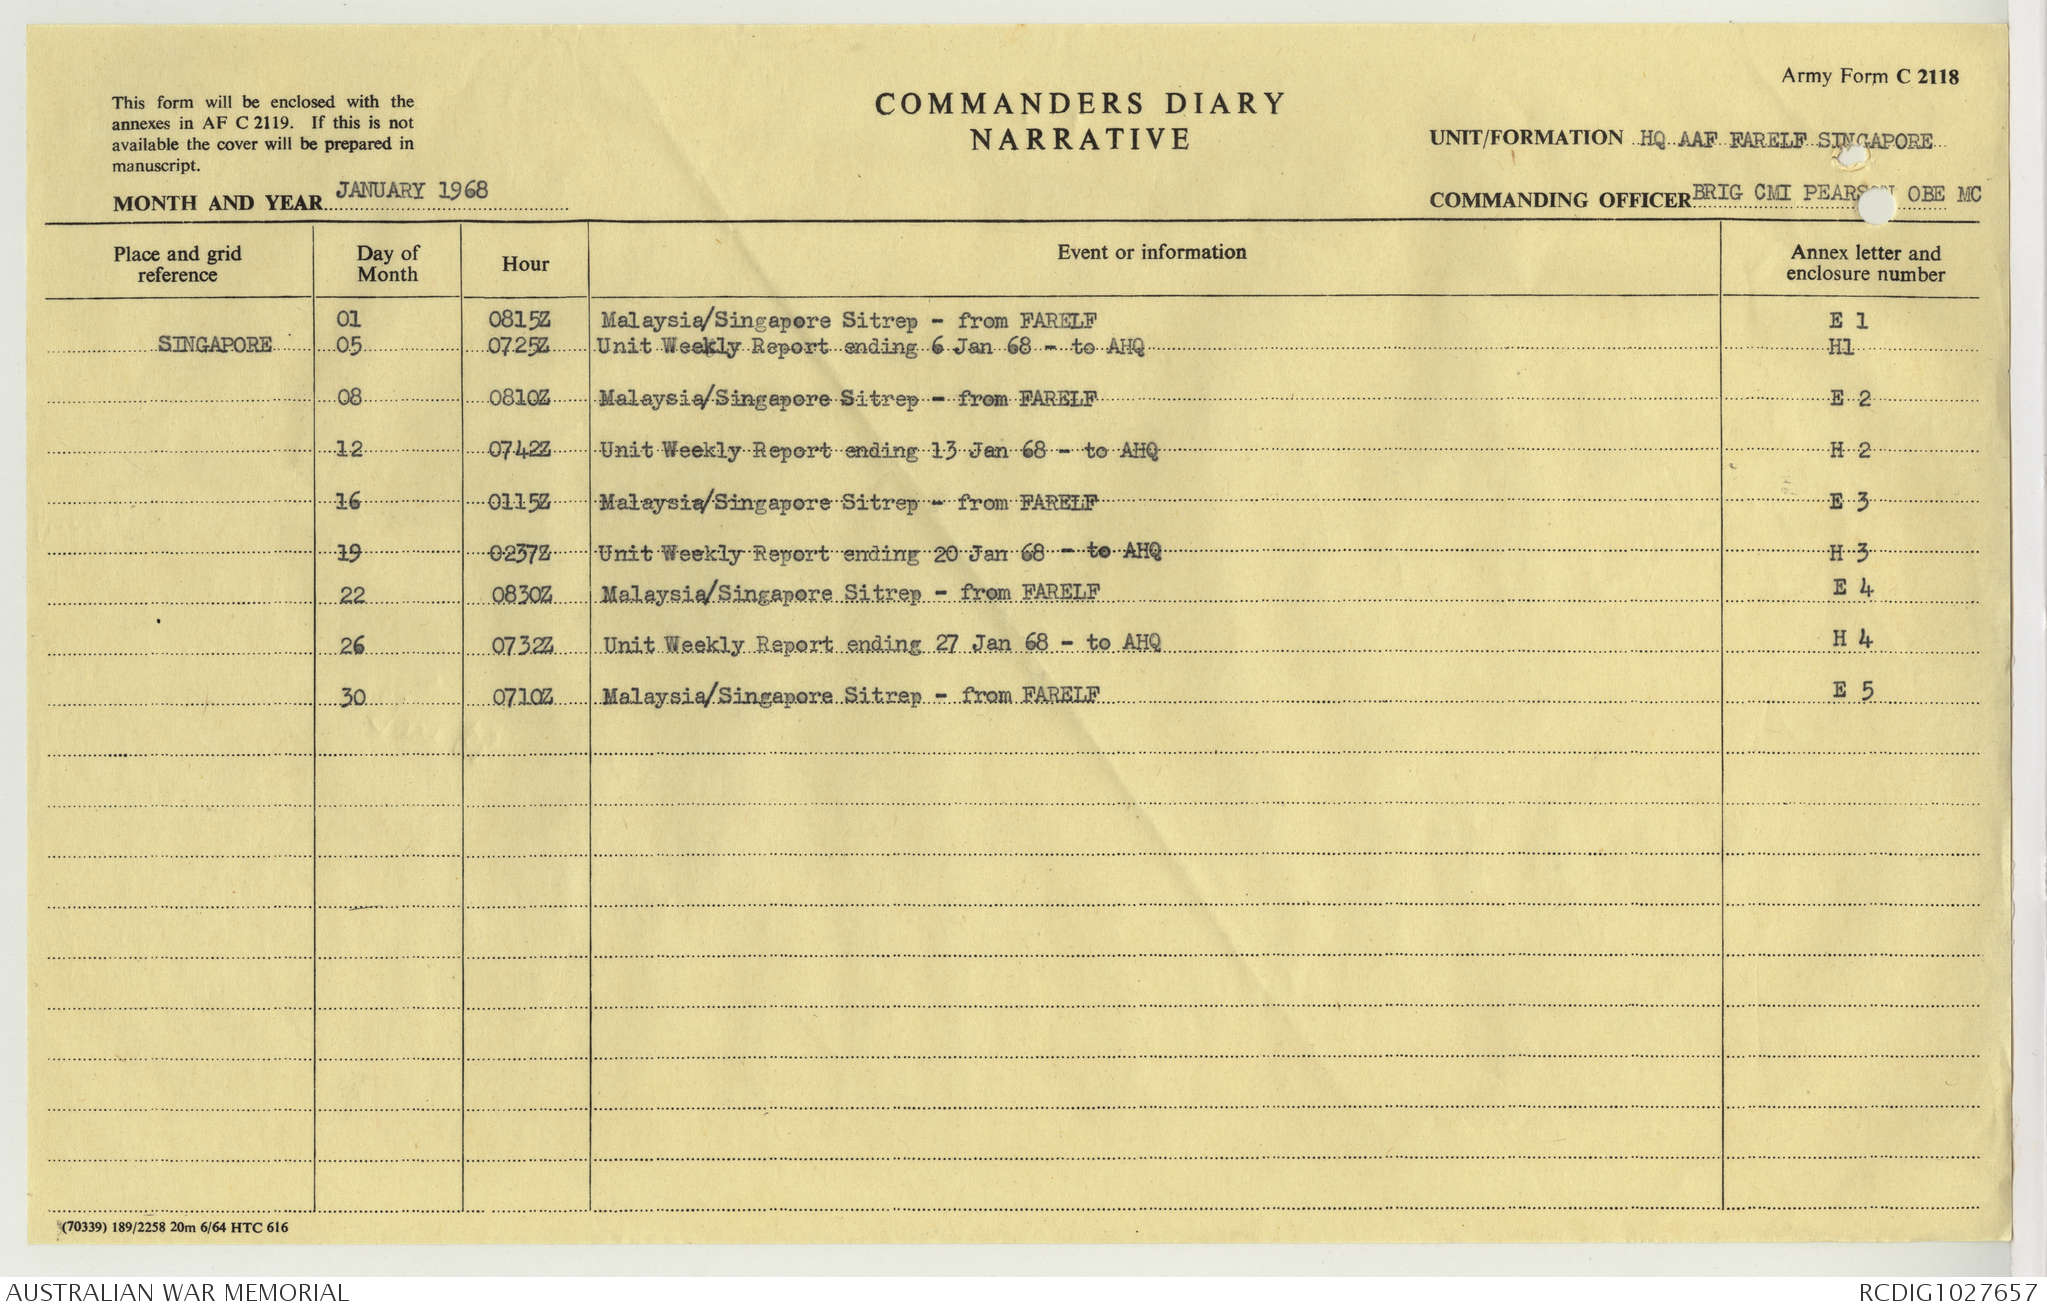 Army Form C 2118
This form will be enclosed with the
annexes in AF C 2119. If this is not
available the cover will be prepared in
manuscript.
COMMANDERS DIARY
NARRATIVE
UNIT/FORMATION HQ AAF FARELF SINGAPORE
MONTH AND YEAR JANUARY 1968
COMMANDING OFFICER BRIG CMI PEARSON OBE MC
Place and grid reference Day of Month Hour Event or information Annex letter and enclosure number
01 0815Z Malaysia/Singapore Sitrep - from FARELF E 1
SINGAPORE 05 0725Z Unit Weekly Report ending 6 Jan 68 - to AHQ H1
08 0810Z Malaysia/Singapore Sitrep - from FARELF E 2
12 0742Z Unit Weekly Report ending 13 Jan 68 - to AHQ H 2
16 0115Z Malaysia/Singapore Sitrep - from FARELF E 3
19 0237Z Unit Weekly Report ending 20 Jan 68 - to AHQ H 3
22 0830Z Malaysia/Singapore Sitrep - from FARELF E 4
26 0732Z Unit Weekly Report ending 27 Jan 68 - to AHQ H 4
30 0710Z Malaysia/Singapore Sitrep - from FARELF E 5
(70339) 189/2258 20m 6/64 HTC 616
AUSTRALIAN WAR MEMORIAL
RCDIG1027657